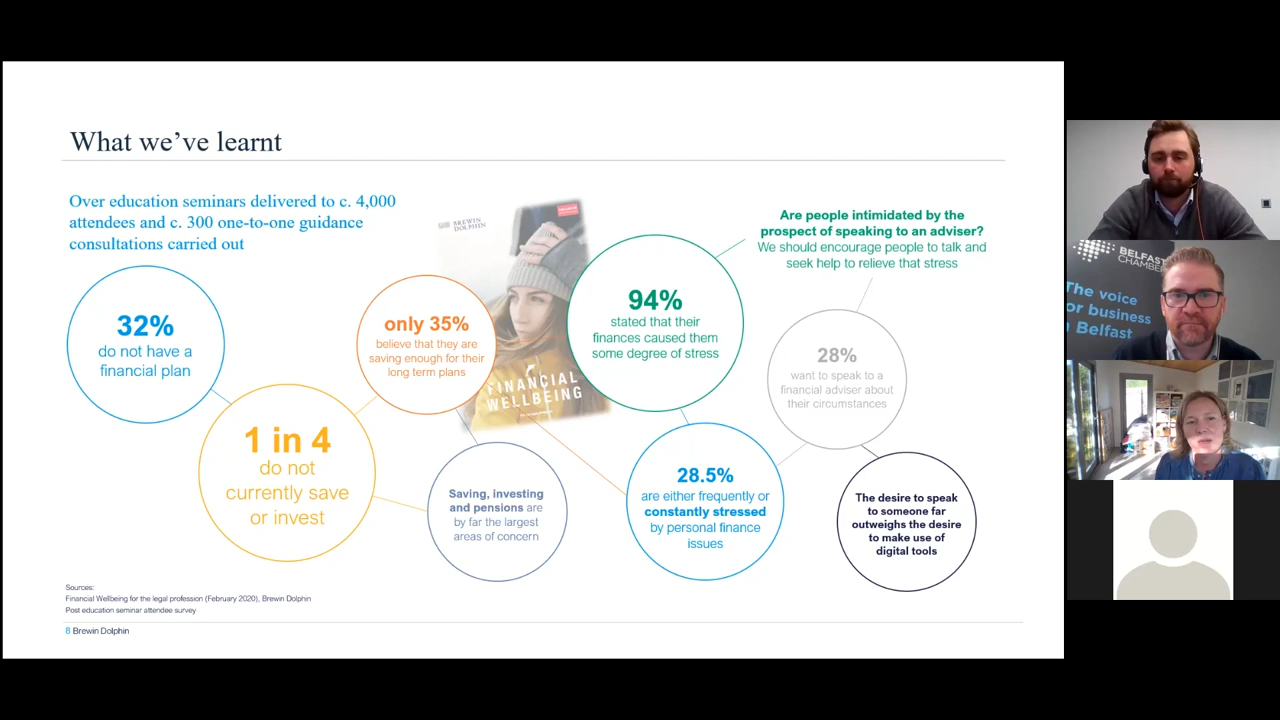 What we've learnt
Over education seminars delivered to c. 4,000
attendees and c. 300 one-to-one guidance
consultations carried out
32%
do not have a
financial plan
1 in 4
do not
currently save
or invest
only 35%
believe that they are
saving enough for their
long term plans
BREWIN
DOLPHIN
FINANCIAL
WELLBEING
Saving, investing
and pensions are
by far the largest
areas of concern
94%
stated that their
finances caused them
some degree of stress
28.5%
are either frequently or
constantly stressed
by personal finance
issues
Are people intimidated by the
prospect of speaking to an adviser?
We should encourage people to talk and
seek help to relieve that stress
28%
want to speak to a
financial adviser about
their circumstances
The desire to speak
to someone far
outweighs the desire
to make use of
digital tools
Sources:
Financial Wellbeing for the legal profession (February 2020), Brewin Dolphin
Post education seminar attendee survey
8 Brewin Dolphin
BELFAST
CHAMBER
The voice
or business
n Belfast